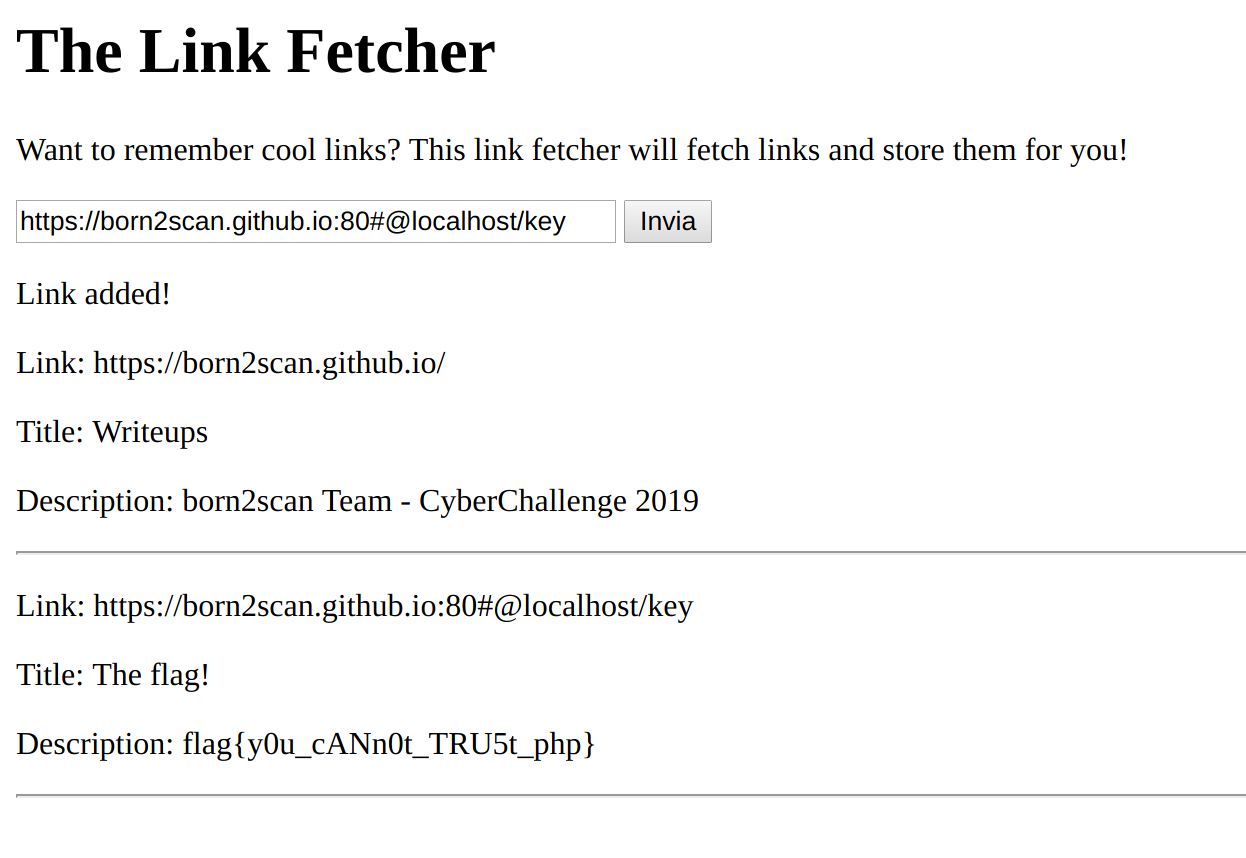 The Link Fetcher
Want to remember cool links? This link fetcher will fetch links and store them for you!
https://born2scan.github.io:80#@localhost/key Invia
Link added!
Link: https://born2scan.github.io/
Title: Writeups
Description: born2scan Team - CyberChallenge 2019
Link: https://born2scan.github.io:80#@localhost/key
Title: The flag!
Description: flag{y0u_cANn0t_TRU5t_php}